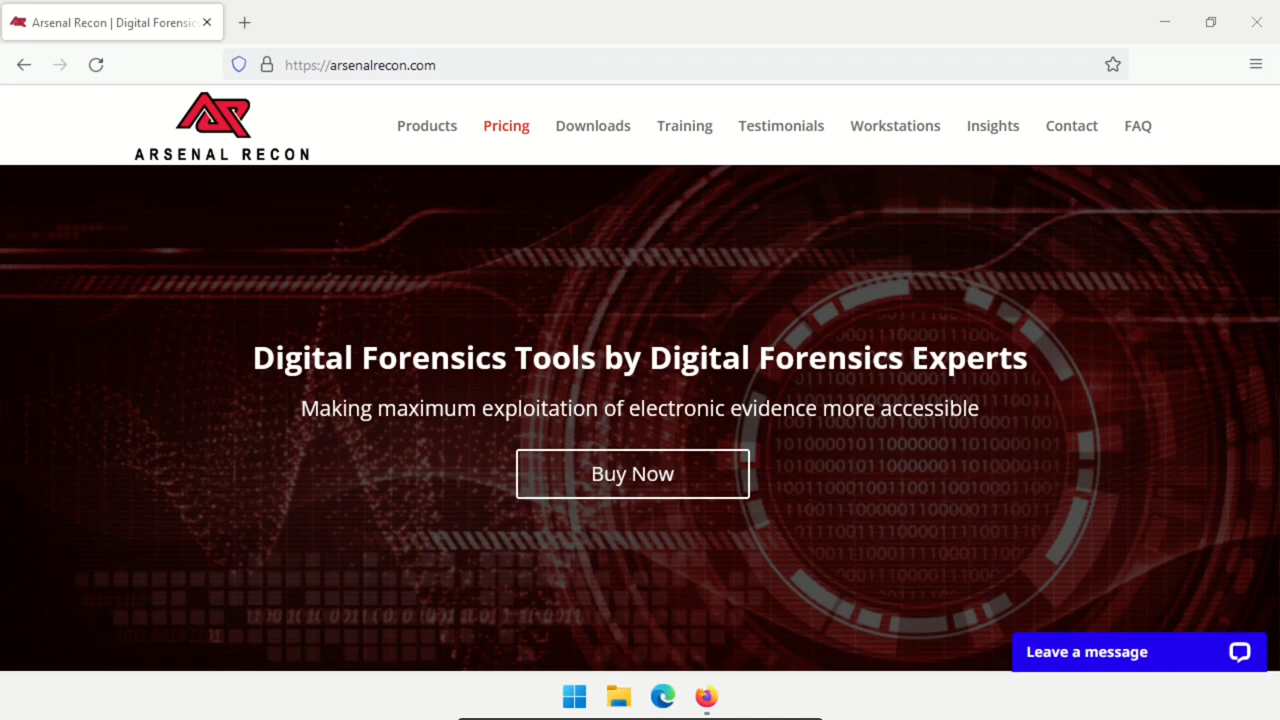 Arsenal Recon | Digital Forensic
https://arsenalrecon.com
ARSENAL RECON
Products Pricing Downloads Training Testimonials Workstations Insights Contact FAQ
Digital Forensics Tools by Digital Forensics Experts
Making maximum exploitation of electronic evidence more accessible
Buy Now
Leave a message